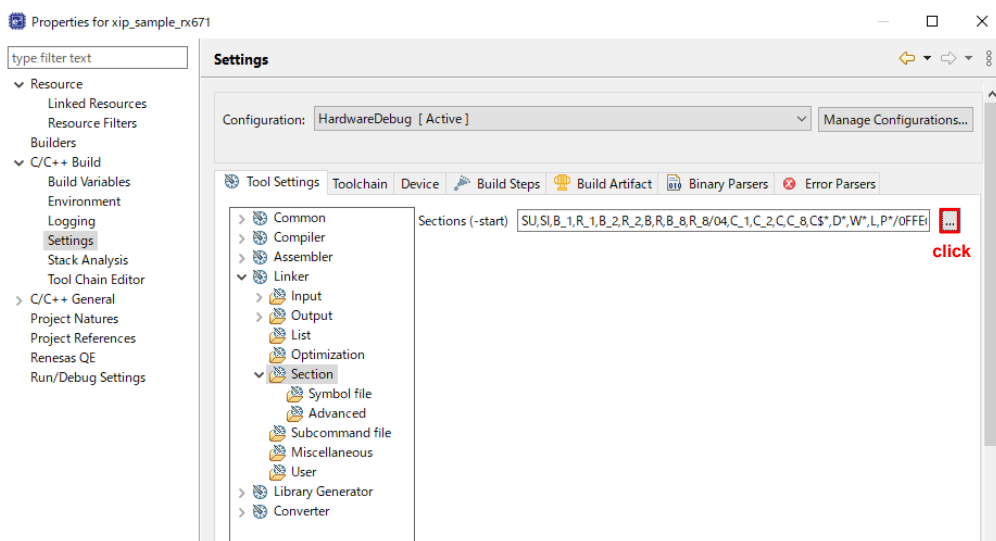 Properties for xip_sample_rx671
type filter text
Settings
Resource
Linked Resources
Resource Filters
Builders
C/C++ Build
Build Variables
Environment
Logging
Settings
Stack Analysis
Tool Chain Editor
C/C++ General
Project Natures
Project References
Renesas QE
Run/Debug Settings
Configuration: HardwareDebug [ Active ]
Manage Configurations...
Tool Settings Toolchain Device Build Steps Build Artifact Binary Parsers Error Parsers
Common
Compiler
Assembler
Linker
Input
Output
List
Optimization
Section
Symbol file
Advanced
Subcommand file
Miscellaneous
User
Library Generator
Converter
Sections (-start) SU,SI,B_1,R_1,B_2,R_2,B,R,B_8,R_8/04,C_1,C_2,C,C_8,C$*,D*,W*,L,P*/0FFE
...
click